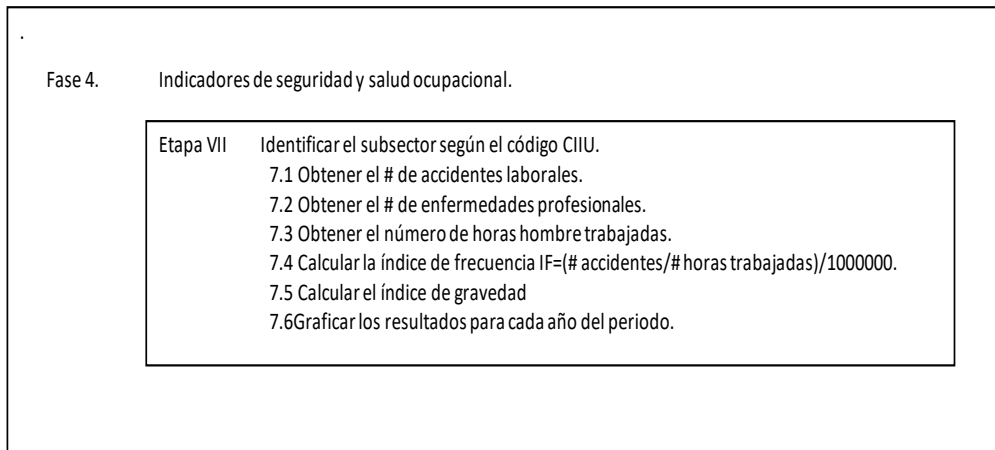 .
Fase 4. Indicadores de seguridad y salud ocupacional.
Etapa VII Identificar el subsector según el código CIIU.
7.1 Obtener el # de accidentes laborales.
7.2 Obtener el # de enfermedades profesionales.
7.3 Obtener el número de horas hombre trabajadas.
7.4 Calcular la índice de frecuencia IF=(# accidentes/# horas trabajadas)/1000000.
7.5 Calcular el índice de gravedad
7.6Graficar los resultados para cada año del periodo.